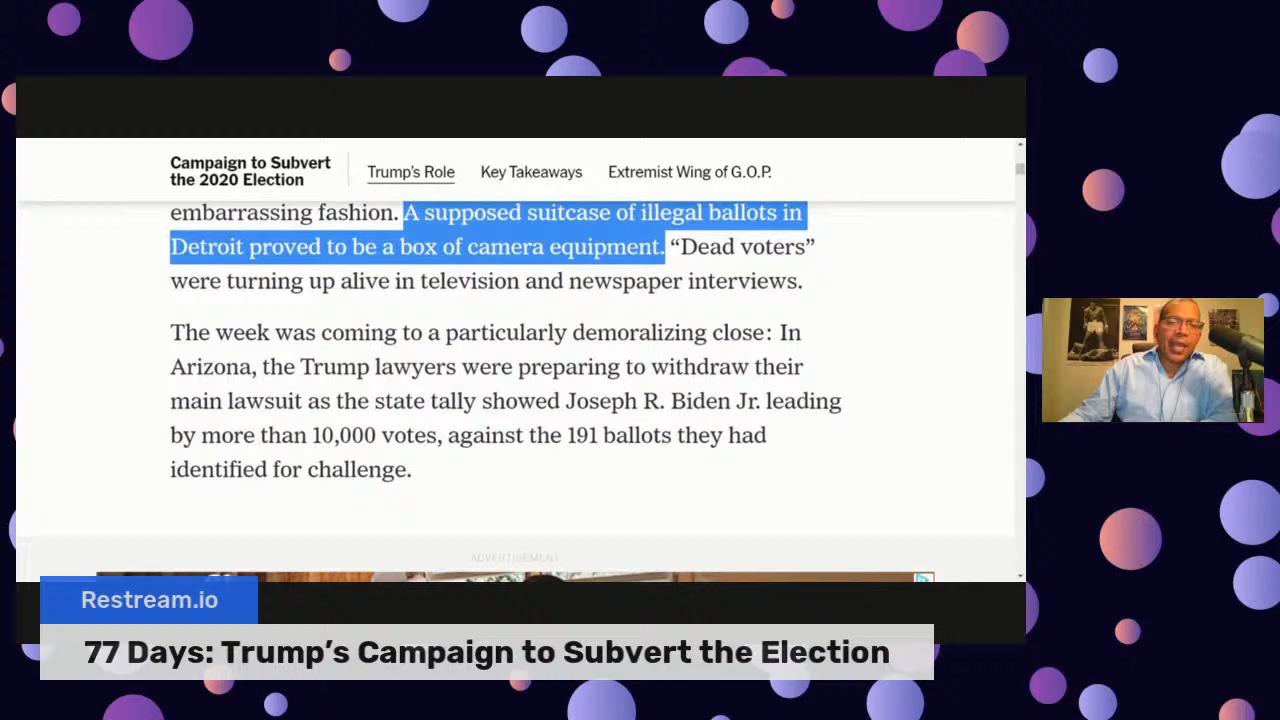 Campaign to Subvert
the 2020 Election
Trump's Role
Key Takeaways
Extremist Wing of G.O.P.
embarrassing fashion. A supposed suitcase of illegal ballots in
Detroit proved to be a box of camera equipment. “Dead voters”
were turning up alive in television and newspaper interviews.
The week was coming to a particularly demoralizing close: In
Arizona, the Trump lawyers were preparing to withdraw their
main lawsuit as the state tally showed Joseph R. Biden Jr. leading
by more than 10,000 votes, against the 191 ballots they had
identified for challenge.
ADVERTISEMENT
Restream.io
77 Days: Trump's Campaign to Subvert the Election